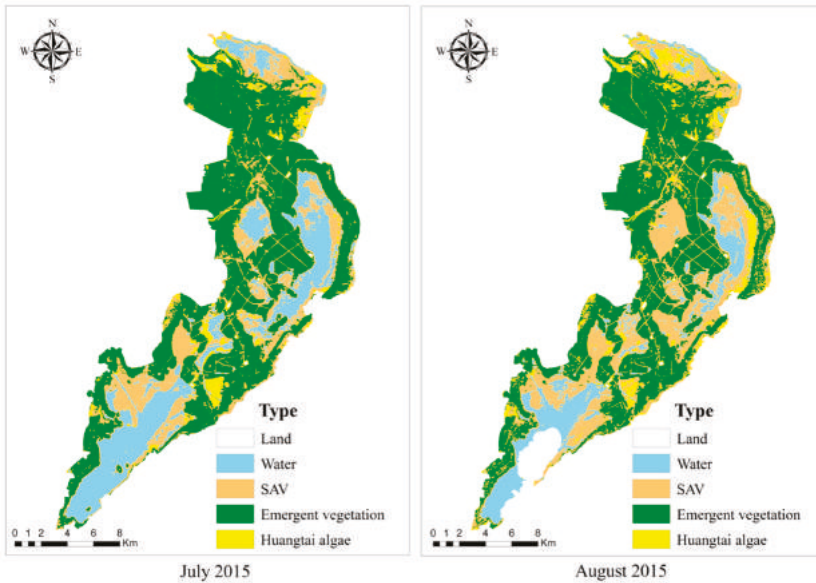 N
W E
S
Type
Land
Water
SAV
Emergent vegetation
Huangtai algae
0 1 2 4 6 8
Km
July 2015
N
W E
S
Type
Land
Water
SAV
Emergent vegetation
Huangtai algae
0 1 2 4 6 8
Km
August 2015